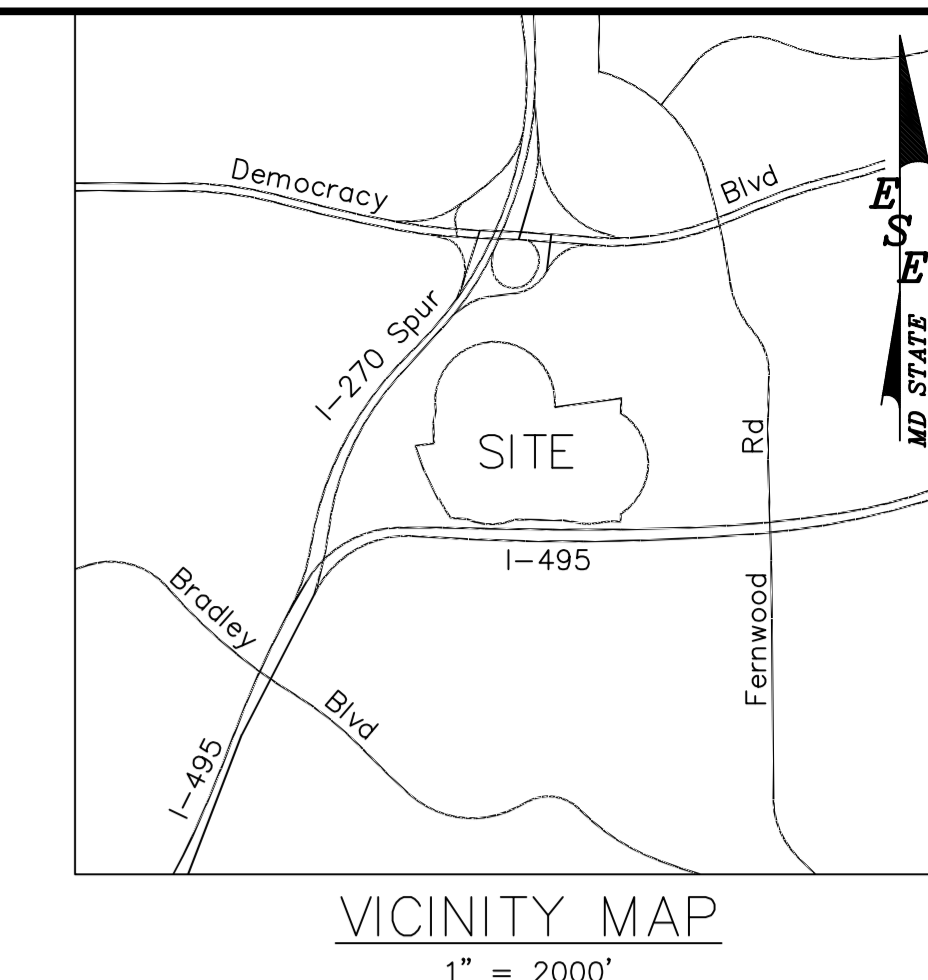 Democracy
Blvd
E
S
E
MD STATE
I-270 Spur
SITE
Rd
I-495
Bradley
Blvd
Fernwood
I-495
VICINITY MAP
1" = 2000'